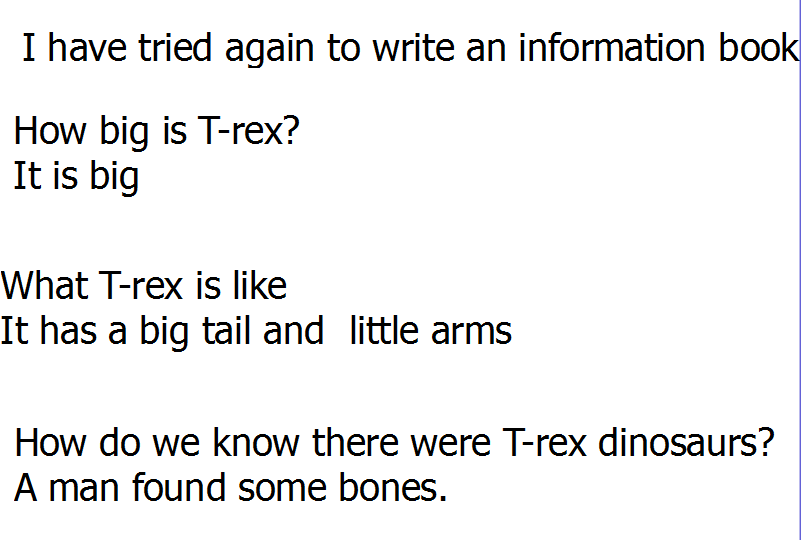 I have tried again to write an information book
How big is T-rex?
It is big
What T-rex is like
It has a big tail and  little arms
How do we know there were T-rex dinosaurs?
A man found some bones.